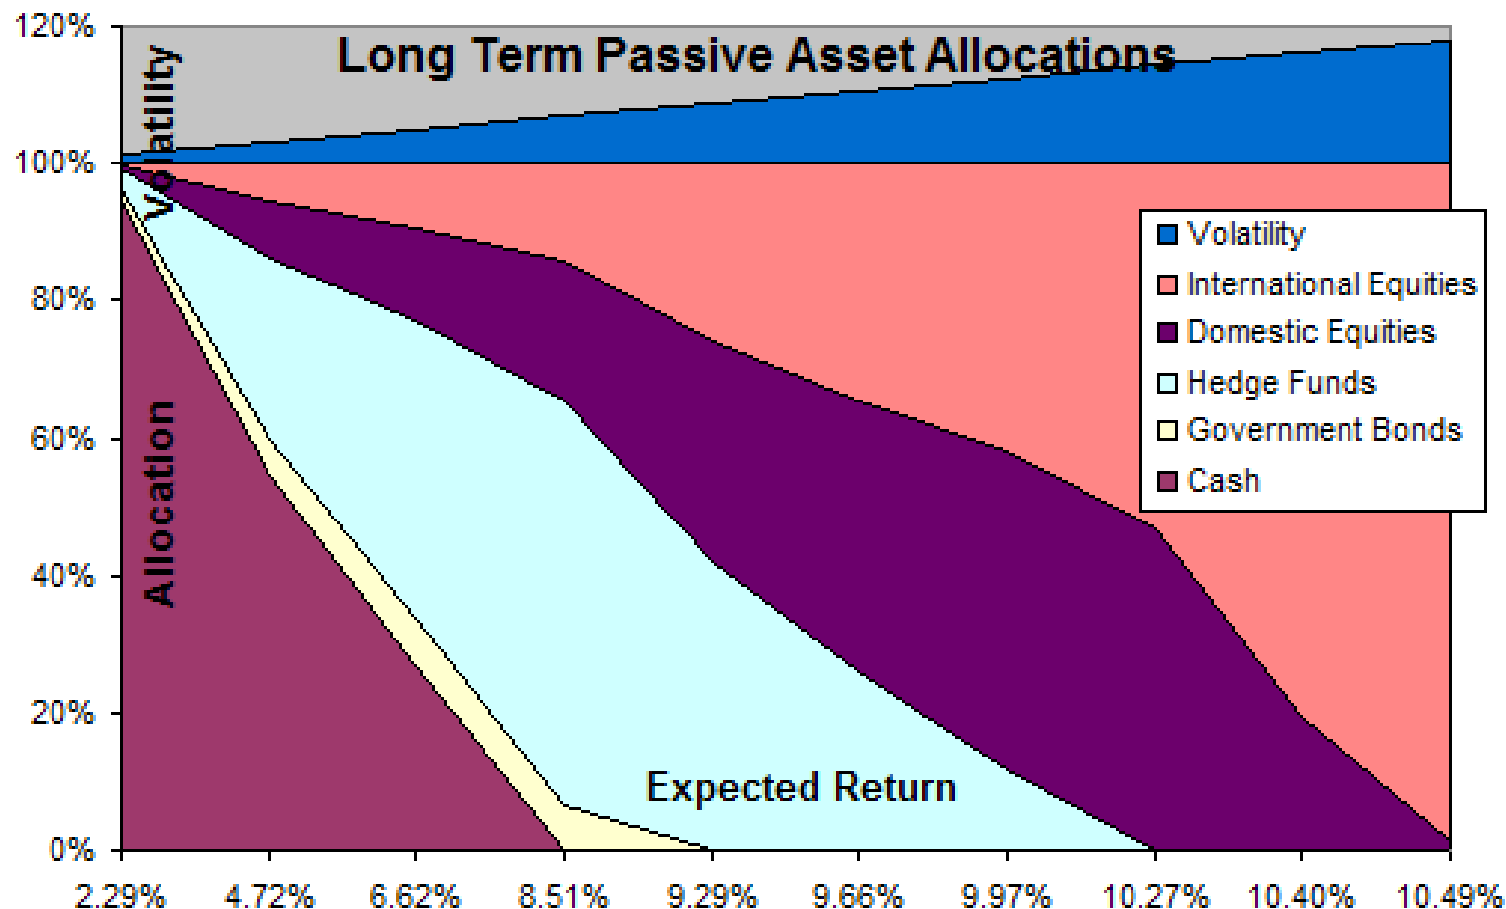 Long Term Passive Asset Allocations
120%
100%
80%
60%
40%
20%
0%
Volatility
Allocation
Volatility
International Equities
Domestic Equities
Hedge Funds
Government Bonds
Cash
Expected Return
2.29% 4.72% 6.62% 8.51% 9.29% 9.66% 9.97% 10.27% 10.40% 10.49%